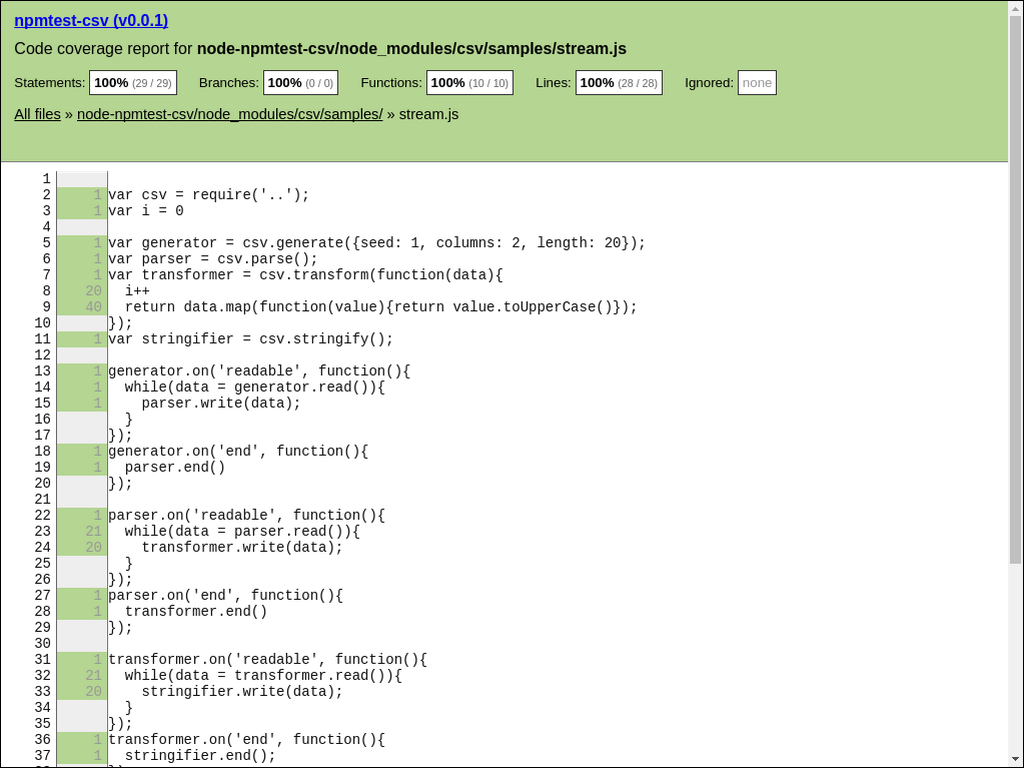 npmtest-csv (v0.0.1)
Code coverage report for node-npmtest-csv/node_modules/csv/samples/stream.js
Statements: 100% (29 / 29) Branches: 100% (0 / 0) Functions: 100% (10 / 10) Lines: 100% (28 / 28) Ignored: none
All files » node-npmtest-csv/node_modules/csv/samples/ » stream.js
1
2 1 var csv = require('..');
3 1 var i = 0
4
5 1 var generator = csv.generate({seed: 1, columns: 2, length: 20});
6 1 var parser = csv.parse();
7 1 var transformer = csv.transform(function(data){
8 20 i++
9 40 return data.map(function(value){return value.toUpperCase()});
10 });
11 1 var stringifier = csv.stringify();
12
13 1 generator.on('readable', function(){
14 1 while(data = generator.read()){
15 1 parser.write(data);
16 }
17 });
18 1 generator.on('end', function(){
19 1 parser.end()
20 });
21
22 1 parser.on('readable', function(){
23 21 while(data = parser.read()){
24 20 transformer.write(data);
25 }
26 });
27 1 parser.on('end', function(){
28 1 transformer.end()
29 });
30
31 1 transformer.on('readable', function(){
32 21 while(data = transformer.read()){
33 20 stringifier.write(data);
34 }
35 });
36 1 transformer.on('end', function(){
37 1 stringifier.end();